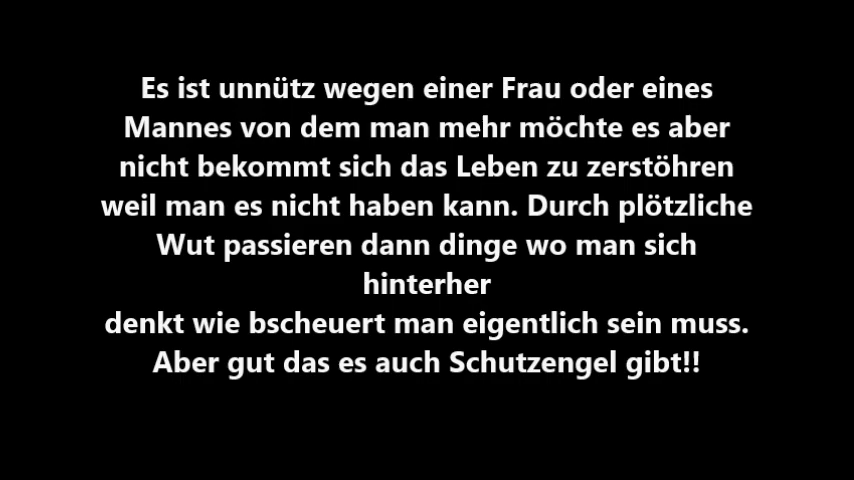 Es ist unnütz wegen einer Frau oder eines
Mannes von dem man mehr möchte es aber
nicht bekommt sich das Leben zu zerstöhren
weil man es nicht haben kann. Durch plötzliche
Wut passieren dann dinge wo man sich
hinterher
denkt wie bscheuert man eigentlich sein muss.
Aber gut das es auch Schutzengel gibt!!